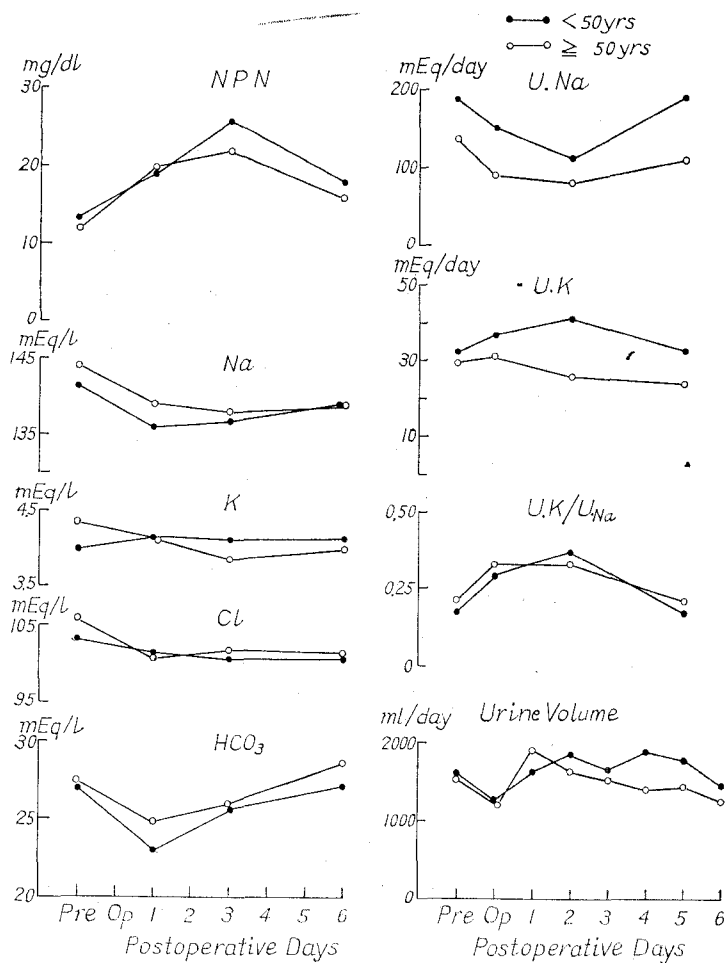 < 50yrs
≧ 50yrs
mg/dl
NPN
30
20
10
0
mEq/l
Na
145
135
mEq/l
K
4.5
3.5
mEq/l
Cl
105
95
mEq/l
HCO₃
30
25
20
Pre Op 1 2 3 4 5 6
Postoperative Days
mEq/day
U.Na
200
100
0
mEq/day
U.K
50
30
10
U.K/U.Na
0.50
0.25
0
ml/day
Urine Volume
2000
1000
0
Pre Op 1 2 3 4 5 6
Postoperative Days